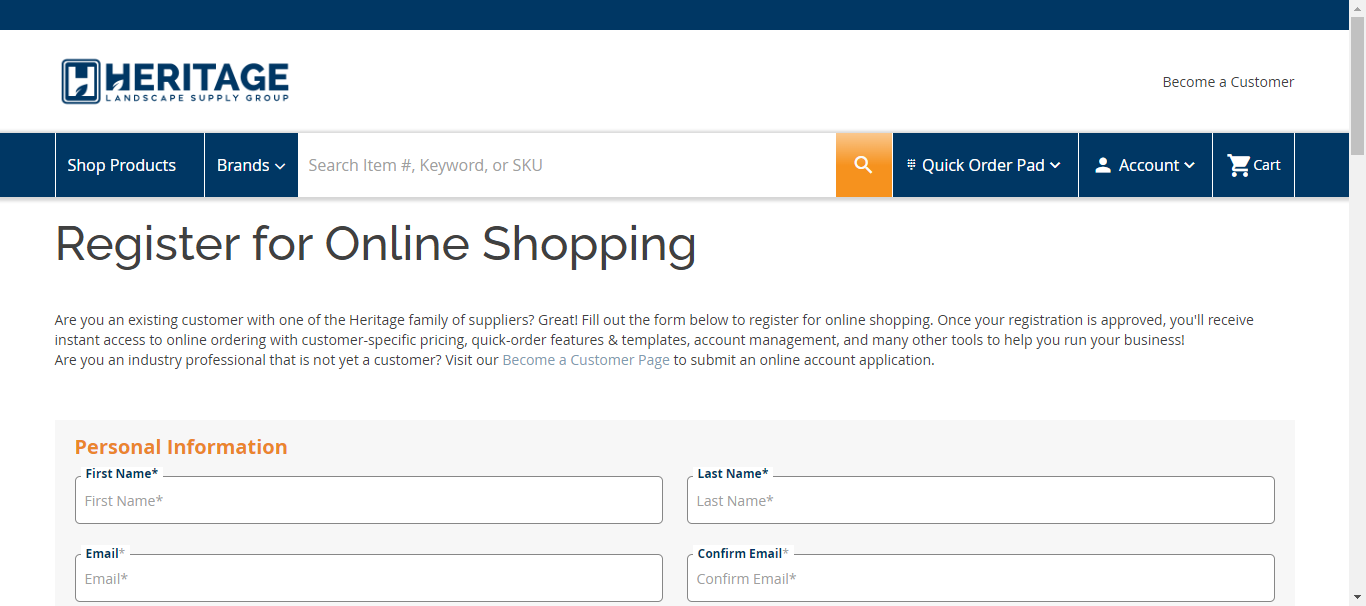 HERITAGE
LANDSCAPE SUPPLY GROUP
Become a Customer
Shop Products
Brands
Search Item #, Keyword, or SKU
Quick Order Pad
Account
Cart
Register for Online Shopping
Are you an existing customer with one of the Heritage family of suppliers? Great! Fill out the form below to register for online shopping. Once your registration is approved, you'll receive
instant access to online ordering with customer-specific pricing, quick-order features & templates, account management, and many other tools to help you run your business!
Are you an industry professional that is not yet a customer? Visit our Become a Customer Page to submit an online account application.
Personal Information
First Name*
First Name*
Last Name*
Last Name*
Email*
Email*
Confirm Email*
Confirm Email*